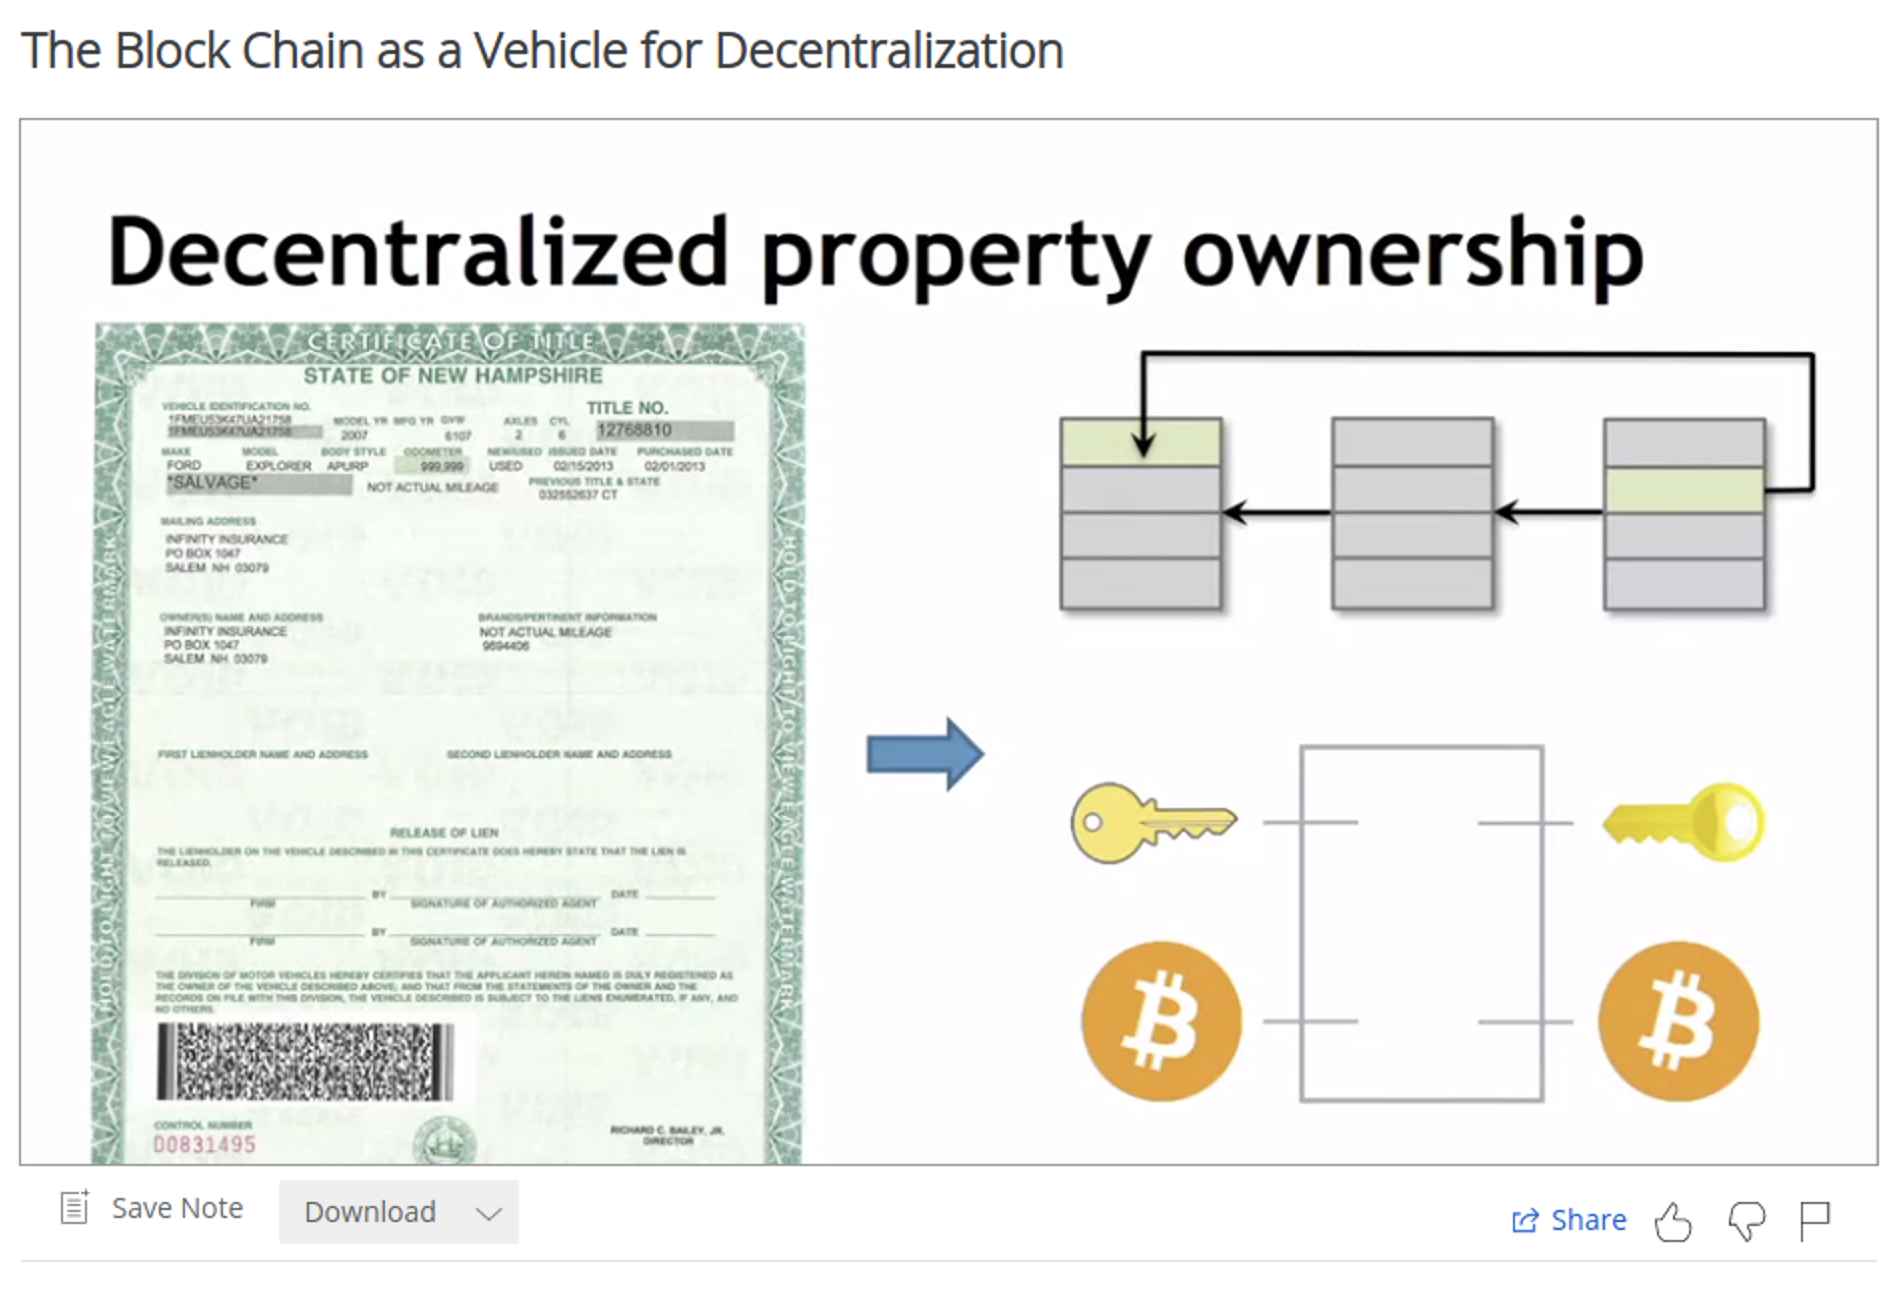 The Block Chain as a Vehicle for Decentralization
Decentralized property ownership
CERTIFICATE OF TITLE
STATE OF NEW HAMPSHIRE
VEHICLE IDENTIFICATION NO.
TITLE NO.
1FMEU53K47UA21758
MODEL YR MFG YR GVW AXLES CYL
1FMEU53K47UA21758
2007 6107 2 6
12768810
MAKE MODEL BODY STYLE ODOMETER NEW/USED ISSUED DATE PURCHASED DATE
FORD EXPLORER APURP 999,999 USED 02/15/2013 02/01/2013
*SALVAGE* NOT ACTUAL MILEAGE
PREVIOUS TITLE & STATE
032552637 CT
MAILING ADDRESS
INFINITY INSURANCE
PO BOX 1047
SALEM NH 03079
OWNER(S) NAME AND ADDRESS
INFINITY INSURANCE
PO BOX 1047
SALEM NH 03079
BRANDS/PERTINENT INFORMATION
NOT ACTUAL MILEAGE
9694406
FIRST LIENHOLDER NAME AND ADDRESS
SECOND LIENHOLDER NAME AND ADDRESS
RELEASE OF LIEN
THE LIENHOLDER ON THE VEHICLE DESCRIBED IN THIS CERTIFICATE DOES HEREBY STATE THAT THE LIEN IS
RELEASED.
BY DATE
FIRM SIGNATURE OF AUTHORIZED AGENT
BY DATE
FIRM SIGNATURE OF AUTHORIZED AGENT
THE DIVISION OF MOTOR VEHICLES HEREBY CERTIFIES THAT THE APPLICANT HEREIN NAMED IS DULY REGISTERED AS
THE OWNER OF THE VEHICLE DESCRIBED ABOVE; AND THAT FROM THE STATEMENTS OF THE OWNER AND THE
RECORDS ON FILE WITH THIS DIVISION, THE VEHICLE DESCRIBED IS SUBJECT TO THE LIENS ENUMERATED, IF ANY, AND
NO OTHERS.
CONTROL NUMBER
D0831495
RICHARD C. BAILEY, JR.
DIRECTOR
HOLD TO LIGHT TO VIEW EAGLE WATERMARK
HOLD TO LIGHT TO VIEW EAGLE WATERMARK
Save Note
Download
Share